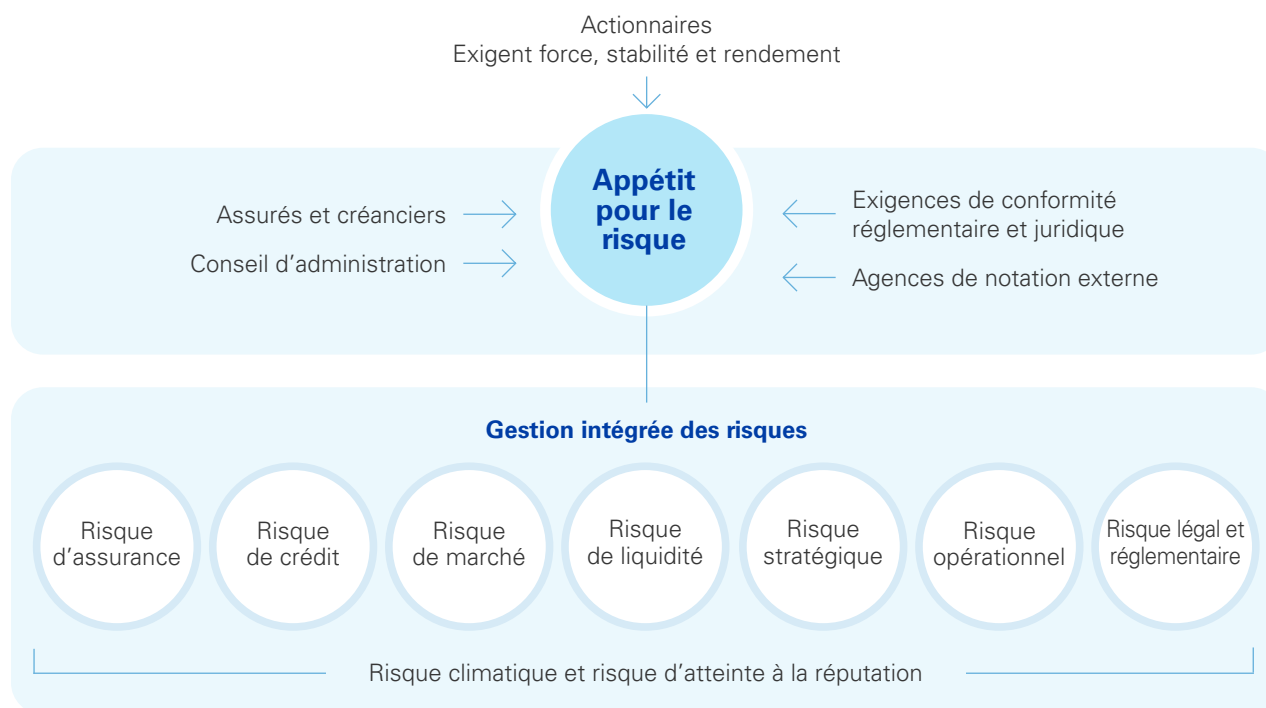 Actionnaires
Exigent force, stabilité et rendement
Appétit
pour le
risque
Assurés et créanciers
Conseil d’administration
Exigences de conformité
réglementaire et juridique
Agences de notation externe
Gestion intégrée des risques
Risque
d’assurance
Risque
de crédit
Risque
de marché
Risque
de liquidité
Risque
stratégique
Risque
opérationnel
Risque légal et
réglementaire
Risque climatique et risque d’atteinte à la réputation